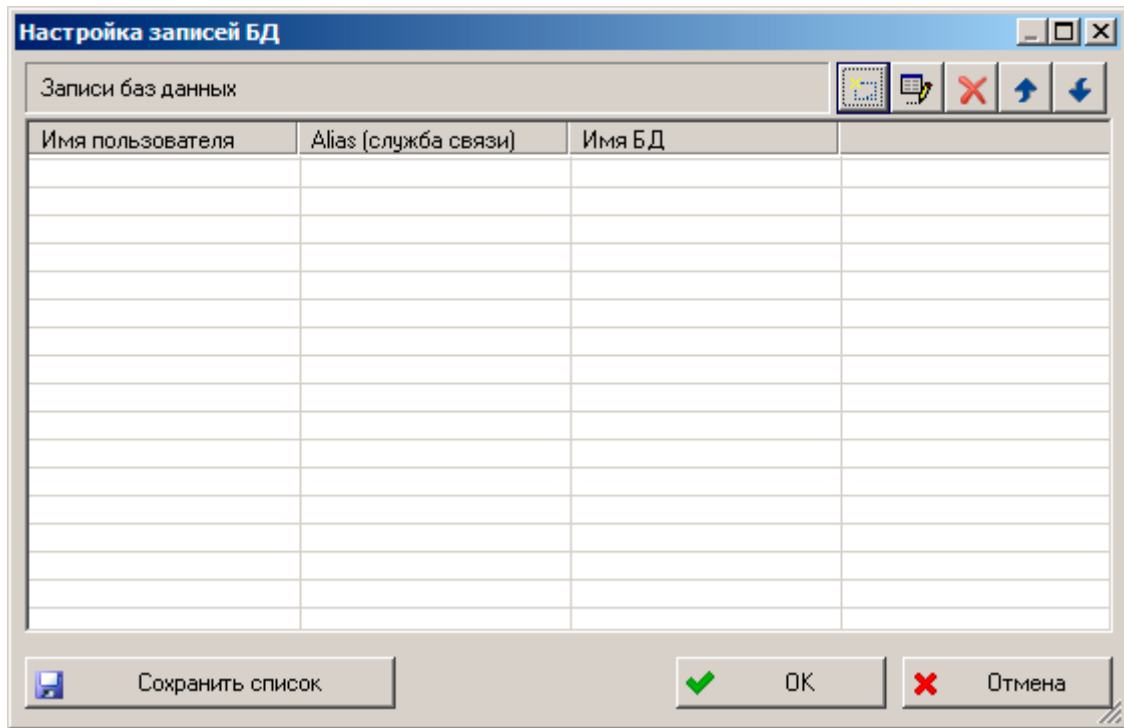 Настройка записей БД
Записи баз данных
Имя пользователя Alias (служба связи) Имя БД
Сохранить список OK Отмена